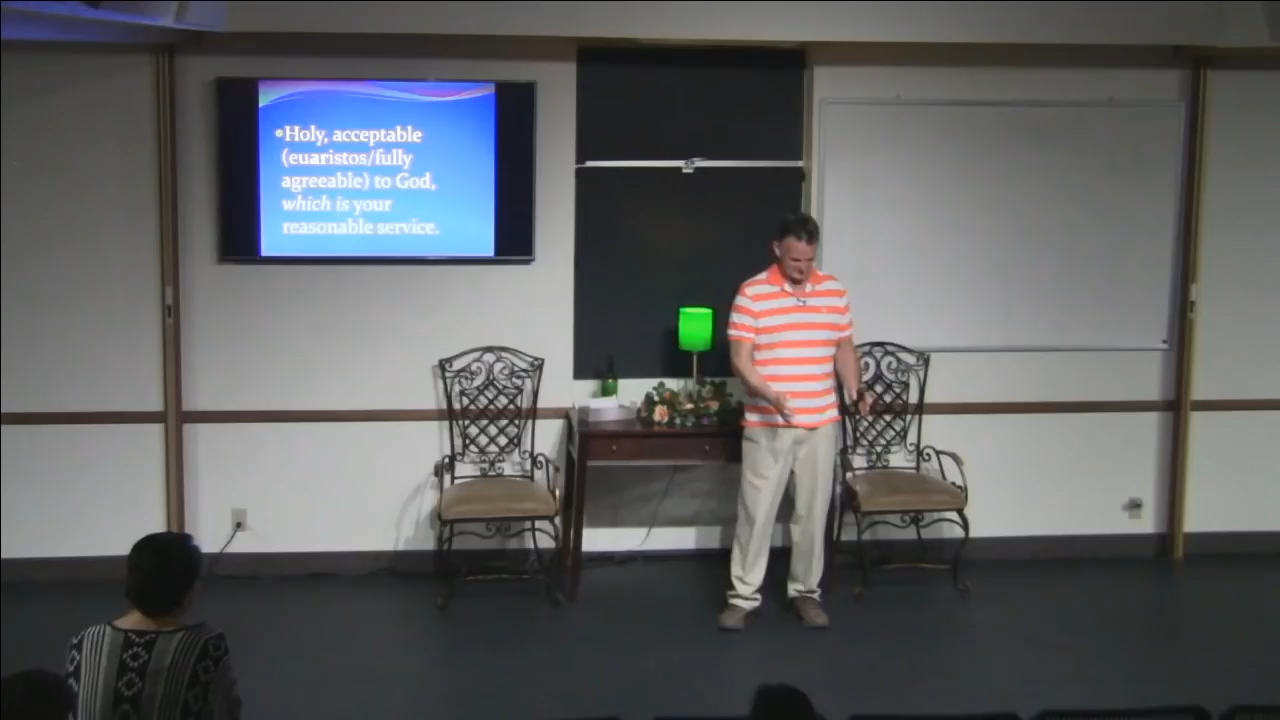 •Holy, acceptable
(euaristos/fully
agreeable) to God,
which is your
reasonable service.